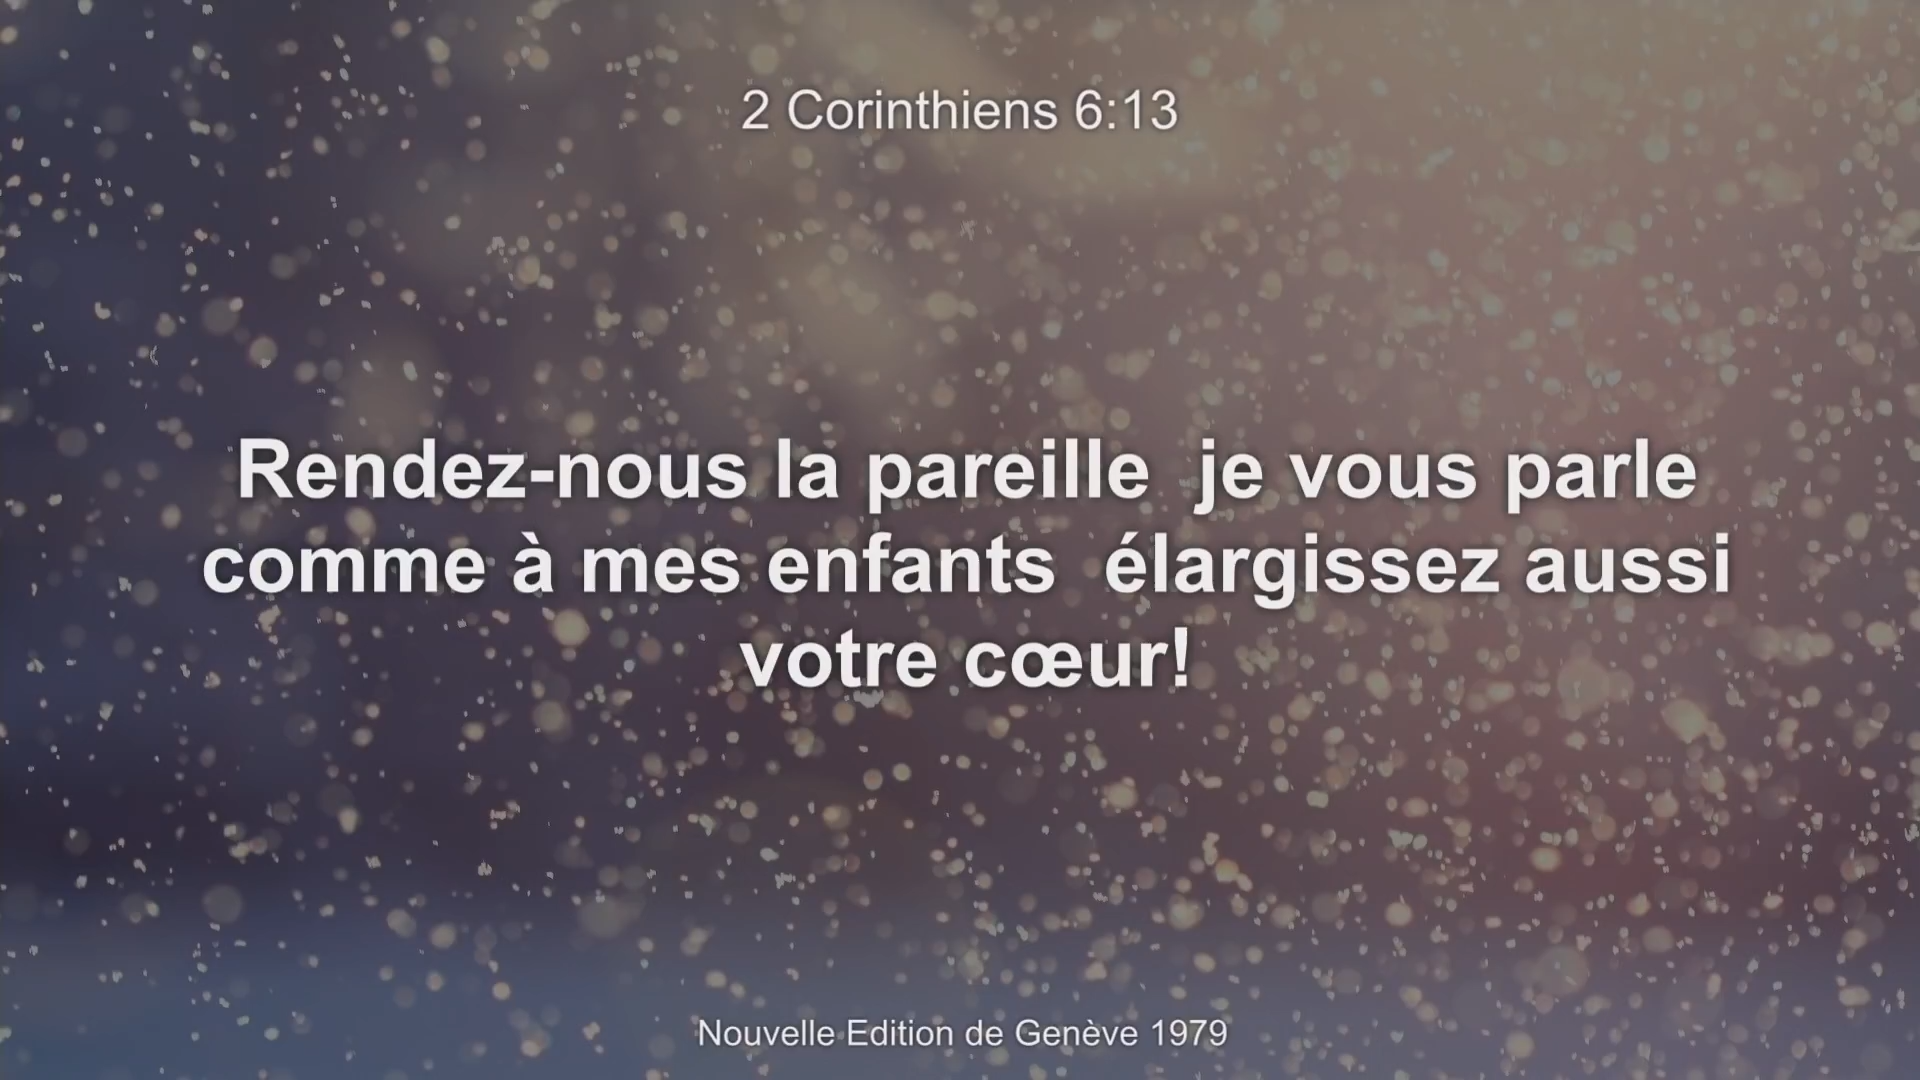 2 Corinthiens 6:13
Rendez-nous la pareille  je vous parle
comme à mes enfants  élargissez aussi
votre cœur!
Nouvelle Edition de Genève 1979